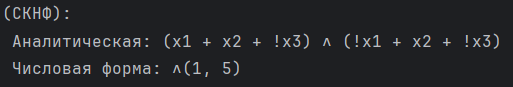 (СКНФ):
Аналитическая: (x1 + x2 + !x3) ∧ (!x1 + x2 + !x3)
Числовая форма: ∧(1, 5)